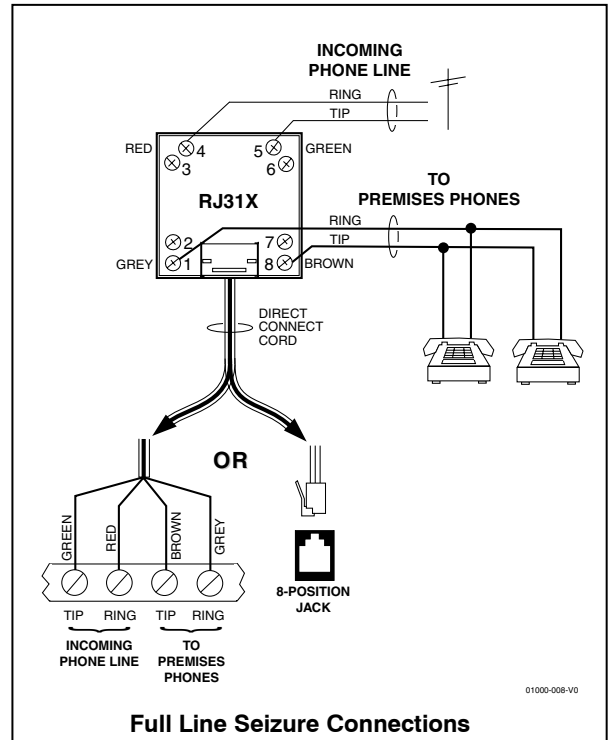 INCOMING
PHONE LINE
RING
TIP
RED
4
5
GREEN
3
6
RJ31X
TO
PREMISES PHONES
RING
TIP
2
7
GREY
1
8
BROWN
DIRECT
CONNECT
CORD
OR
GREEN
RED
BROWN
GREY
TIP RING TIP RING
INCOMING
PHONE LINE
TO
PREMISES
PHONES
8-POSITION
JACK
01000-008-V0
Full Line Seizure Connections